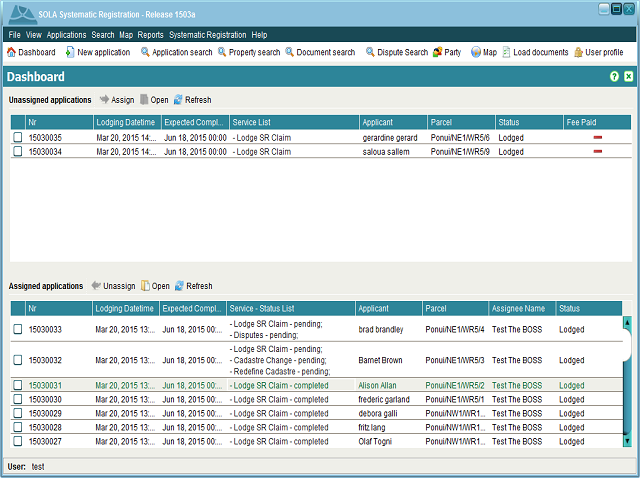 SOLA Systematic Registration - Release 1503a
File View Applications Search Map Reports Systematic Registration Help
Dashboard New application Application search Property search Document search Dispute Search Party Map Load documents User profile
Dashboard
Unassigned applications Assign Open Refresh
Nr Lodging Datetime Expected Compl... Service List Applicant Parcel Status Fee Paid
15030035 Mar 20, 2015 14:... Jun 18, 2015 00:00 - Lodge SR Claim gerardine gerard Ponui/NE1/WR5/6 Lodged
15030034 Mar 20, 2015 14:... Jun 18, 2015 00:00 - Lodge SR Claim saloua sallem Ponui/NE1/WR5/9 Lodged
Assigned applications Unassign Open Refresh
Nr Lodging Datetime Expected Compl... Service - Status List Applicant Parcel Assignee Name Status
15030033 Mar 20, 2015 13:... Jun 18, 2015 00:... - Lodge SR Claim - pending; brad brandley Ponui/NE1/WR5/4 Test The BOSS Lodged
- Disputes - pending;
15030032 Mar 20, 2015 13:... Jun 18, 2015 00:... - Lodge SR Claim - pending; Barnet Brown Ponui/NE1/WR5/3 Test The BOSS Lodged
- Cadastre Change - pending;
- Redefine Cadastre - pending;
15030031 Mar 20, 2015 13:... Jun 18, 2015 00:... - Lodge SR Claim - completed Alison Allan Ponui/NE1/WR5/2 Test The BOSS Lodged
15030030 Mar 20, 2015 13:... Jun 18, 2015 00:... - Lodge SR Claim - completed frederic garland Ponui/NE1/WR5/1 Test The BOSS Lodged
15030029 Mar 20, 2015 13:... Jun 18, 2015 00:... - Lodge SR Claim - completed debora galli Ponui/NW1/WR1... Test The BOSS Lodged
15030028 Mar 20, 2015 13:... Jun 18, 2015 00:... - Lodge SR Claim - completed fritz lang Ponui/NW1/WR1... Test The BOSS Lodged
15030027 Mar 20, 2015 13:... Jun 18, 2015 00:... - Lodge SR Claim - completed Olaf Togni Ponui/NW1/WR1... Test The BOSS Lodged
User: test